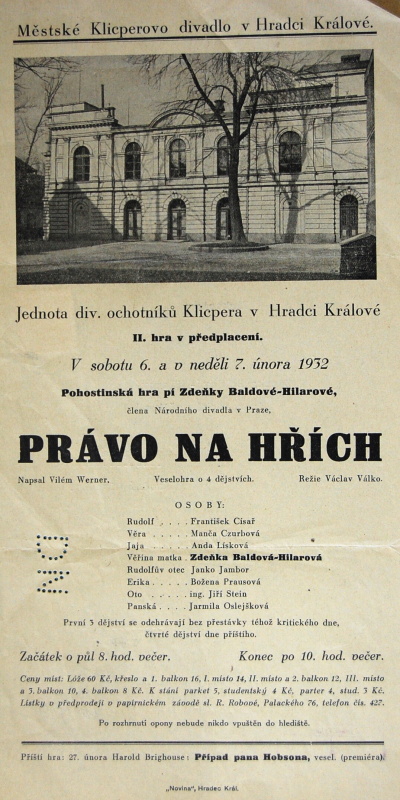 Městské Klicperovo divadlo v Hradci Králové.
Jednota div. ochotníků Klicpera v Hradci Králové
II. hra v předplacení.
V sobotu 6. a v neděli 7. února 1932
Pohostinská hra pí Zdeňky Baldové-Hilarové,
člena Národního divadla v Praze,
PRÁVO NA HŘÍCH
Napsal Vilém Werner. Veselohra o 4 dějstvích. Režie Václav Válko.
OSOBY:
Rudolf . . . . František Císař
Věra . . . . . Manča Czurbová
Jaja . . . . . Anda Lísková
Věřina matka . Zdeňka Baldová-Hilarová
Rudolfův otec Janko Jambor
Erika . . . . . Božena Prausová
Oto . . . . . ing. Jiří Stein
Panská . . . . Jarmila Oslejšková
První 3 dějství se odehrávají bez přestávky téhož kritického dne,
čtvrté dějství dne příštího.
Začátek o půl 8. hod. večer. Konec po 10. hod. večer.
Ceny míst: Lóže 60 Kč, křeslo a 1. balkon 16, I. místo 14, II. místo a 2. balkon 12, III. místo
a 3. balkon 10, 4. balkon 8 Kč. K stání parket 5, studentský 4 Kč, parter 4, stud. 3 Kč.
Lístky v předprodeji v papírnickém závodě sl. R. Robové, Palackého 76, telefon čís. 427.
Po rozhrnutí opony nebude nikdo vpuštěn do hlediště.
Příští hra: 27. února Harold Brighouse: Případ pana Hobsona, vesel. (premiéra).
„Novina", Hradec Král.